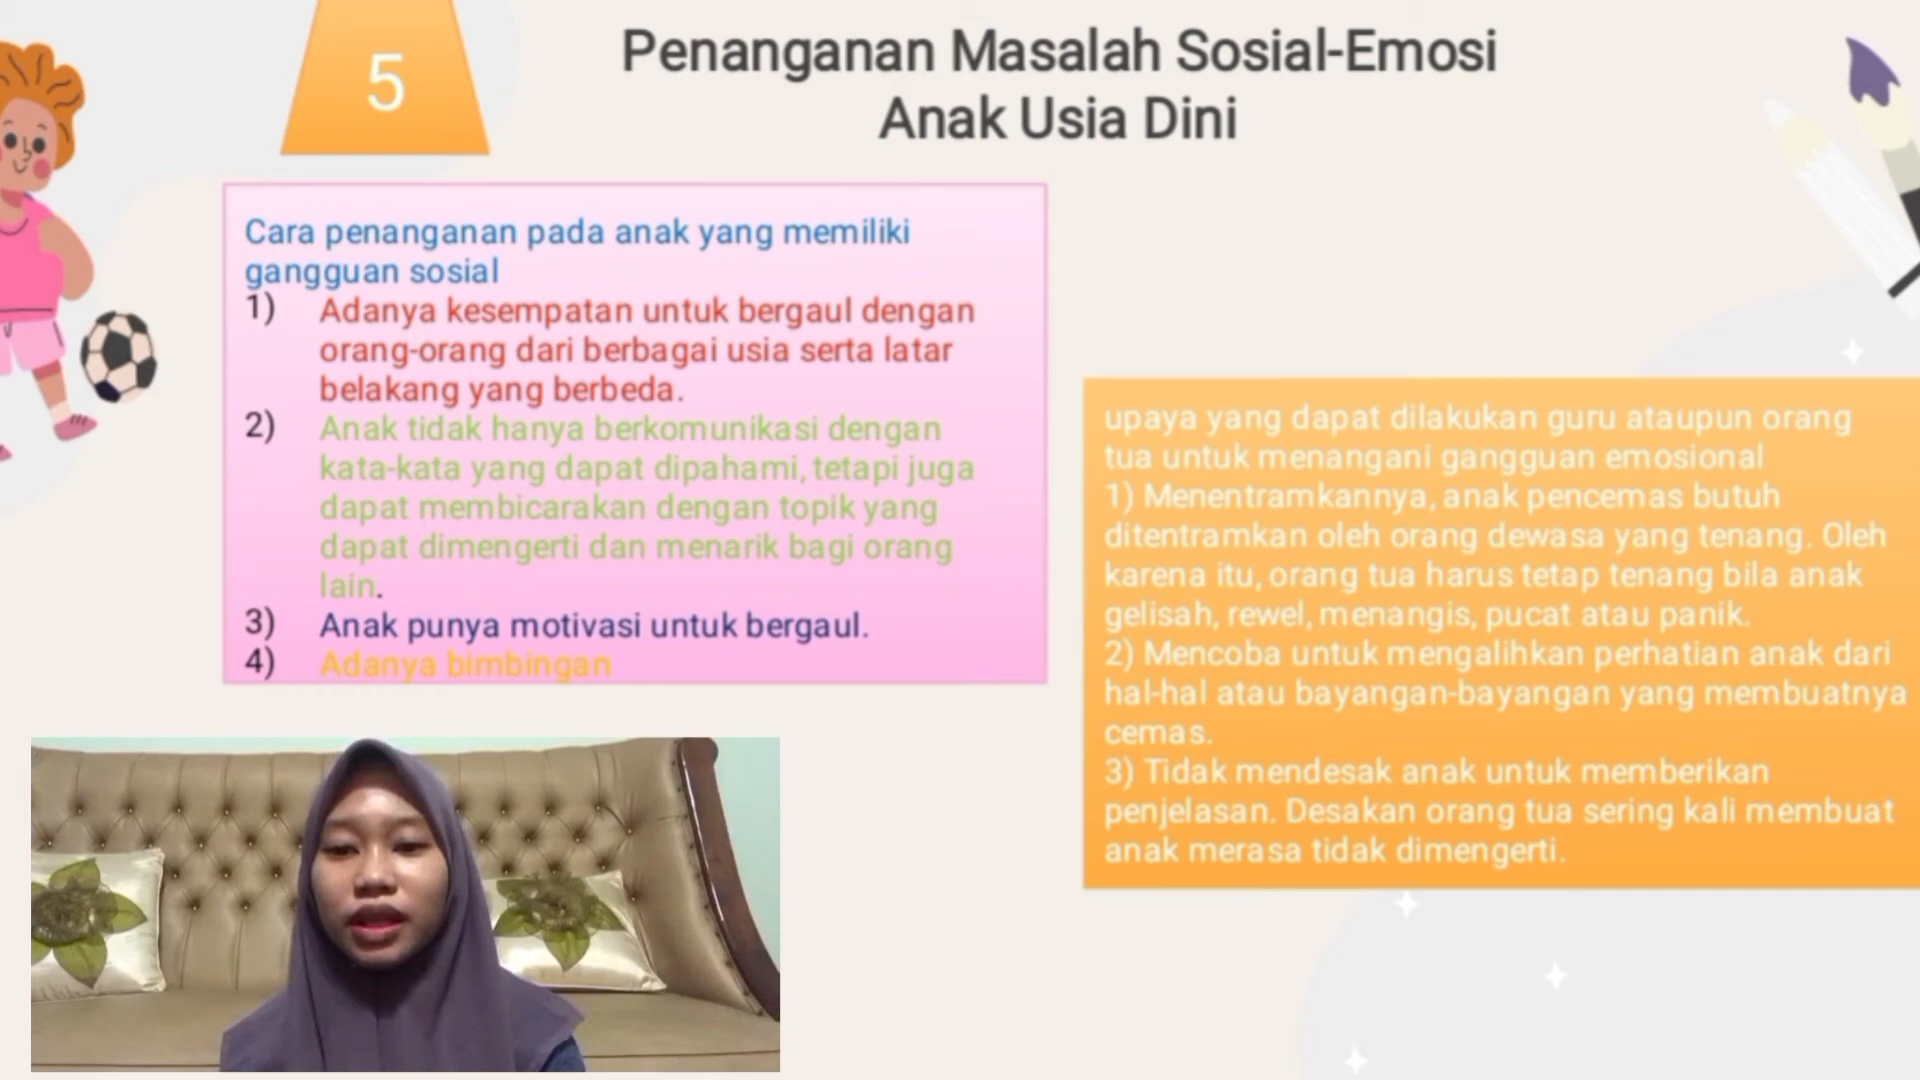 5
Penanganan Masalah Sosial-Emosi
Anak Usia Dini
Cara penanganan pada anak yang memiliki
gangguan sosial
1) Adanya kesempatan untuk bergaul dengan
orang-orang dari berbagai usia serta latar
belakang yang berbeda.
2) Anak tidak hanya berkomunikasi dengan
kata-kata yang dapat dipahami, tetapi juga
dapat membicarakan dengan topik yang
dapat dimengerti dan menarik bagi orang
lain.
3) Anak punya motivasi untuk bergaul.
4) Adanya bimbingan
upaya yang dapat dilakukan guru ataupun orang
tua untuk menangani gangguan emosional
1) Menentramkannya, anak pencemas butuh
ditentramkan oleh orang dewasa yang tenang. Oleh
karena itu, orang tua harus tetap tenang bila anak
gelisah, rewel, menangis, pucat atau panik.
2) Mencoba untuk mengalihkan perhatian anak dari
hal-hal atau bayangan-bayangan yang membuatnya
cemas.
3) Tidak mendesak anak untuk memberikan
penjelasan. Desakan orang tua sering kali membuat
anak merasa tidak dimengerti.